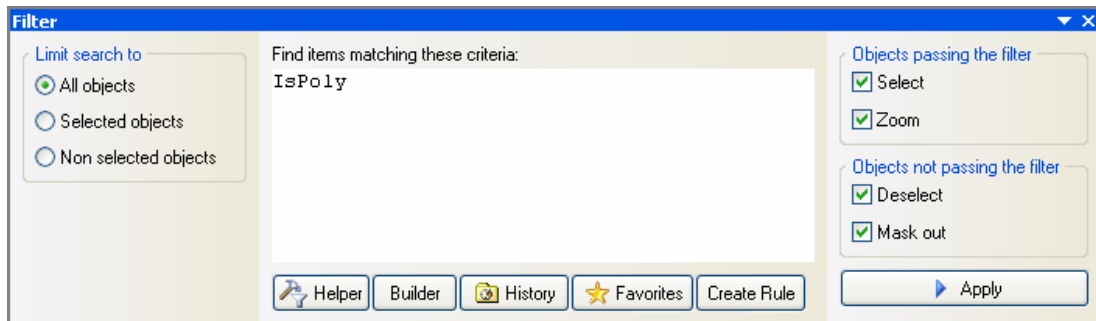 Filter
Limit search to
All objects
Selected objects
Non selected objects
Find items matching these criteria:
IsPoly
Helper
Builder
History
Favorites
Create Rule
Objects passing the filter
Select
Zoom
Objects not passing the filter
Deselect
Mask out
Apply